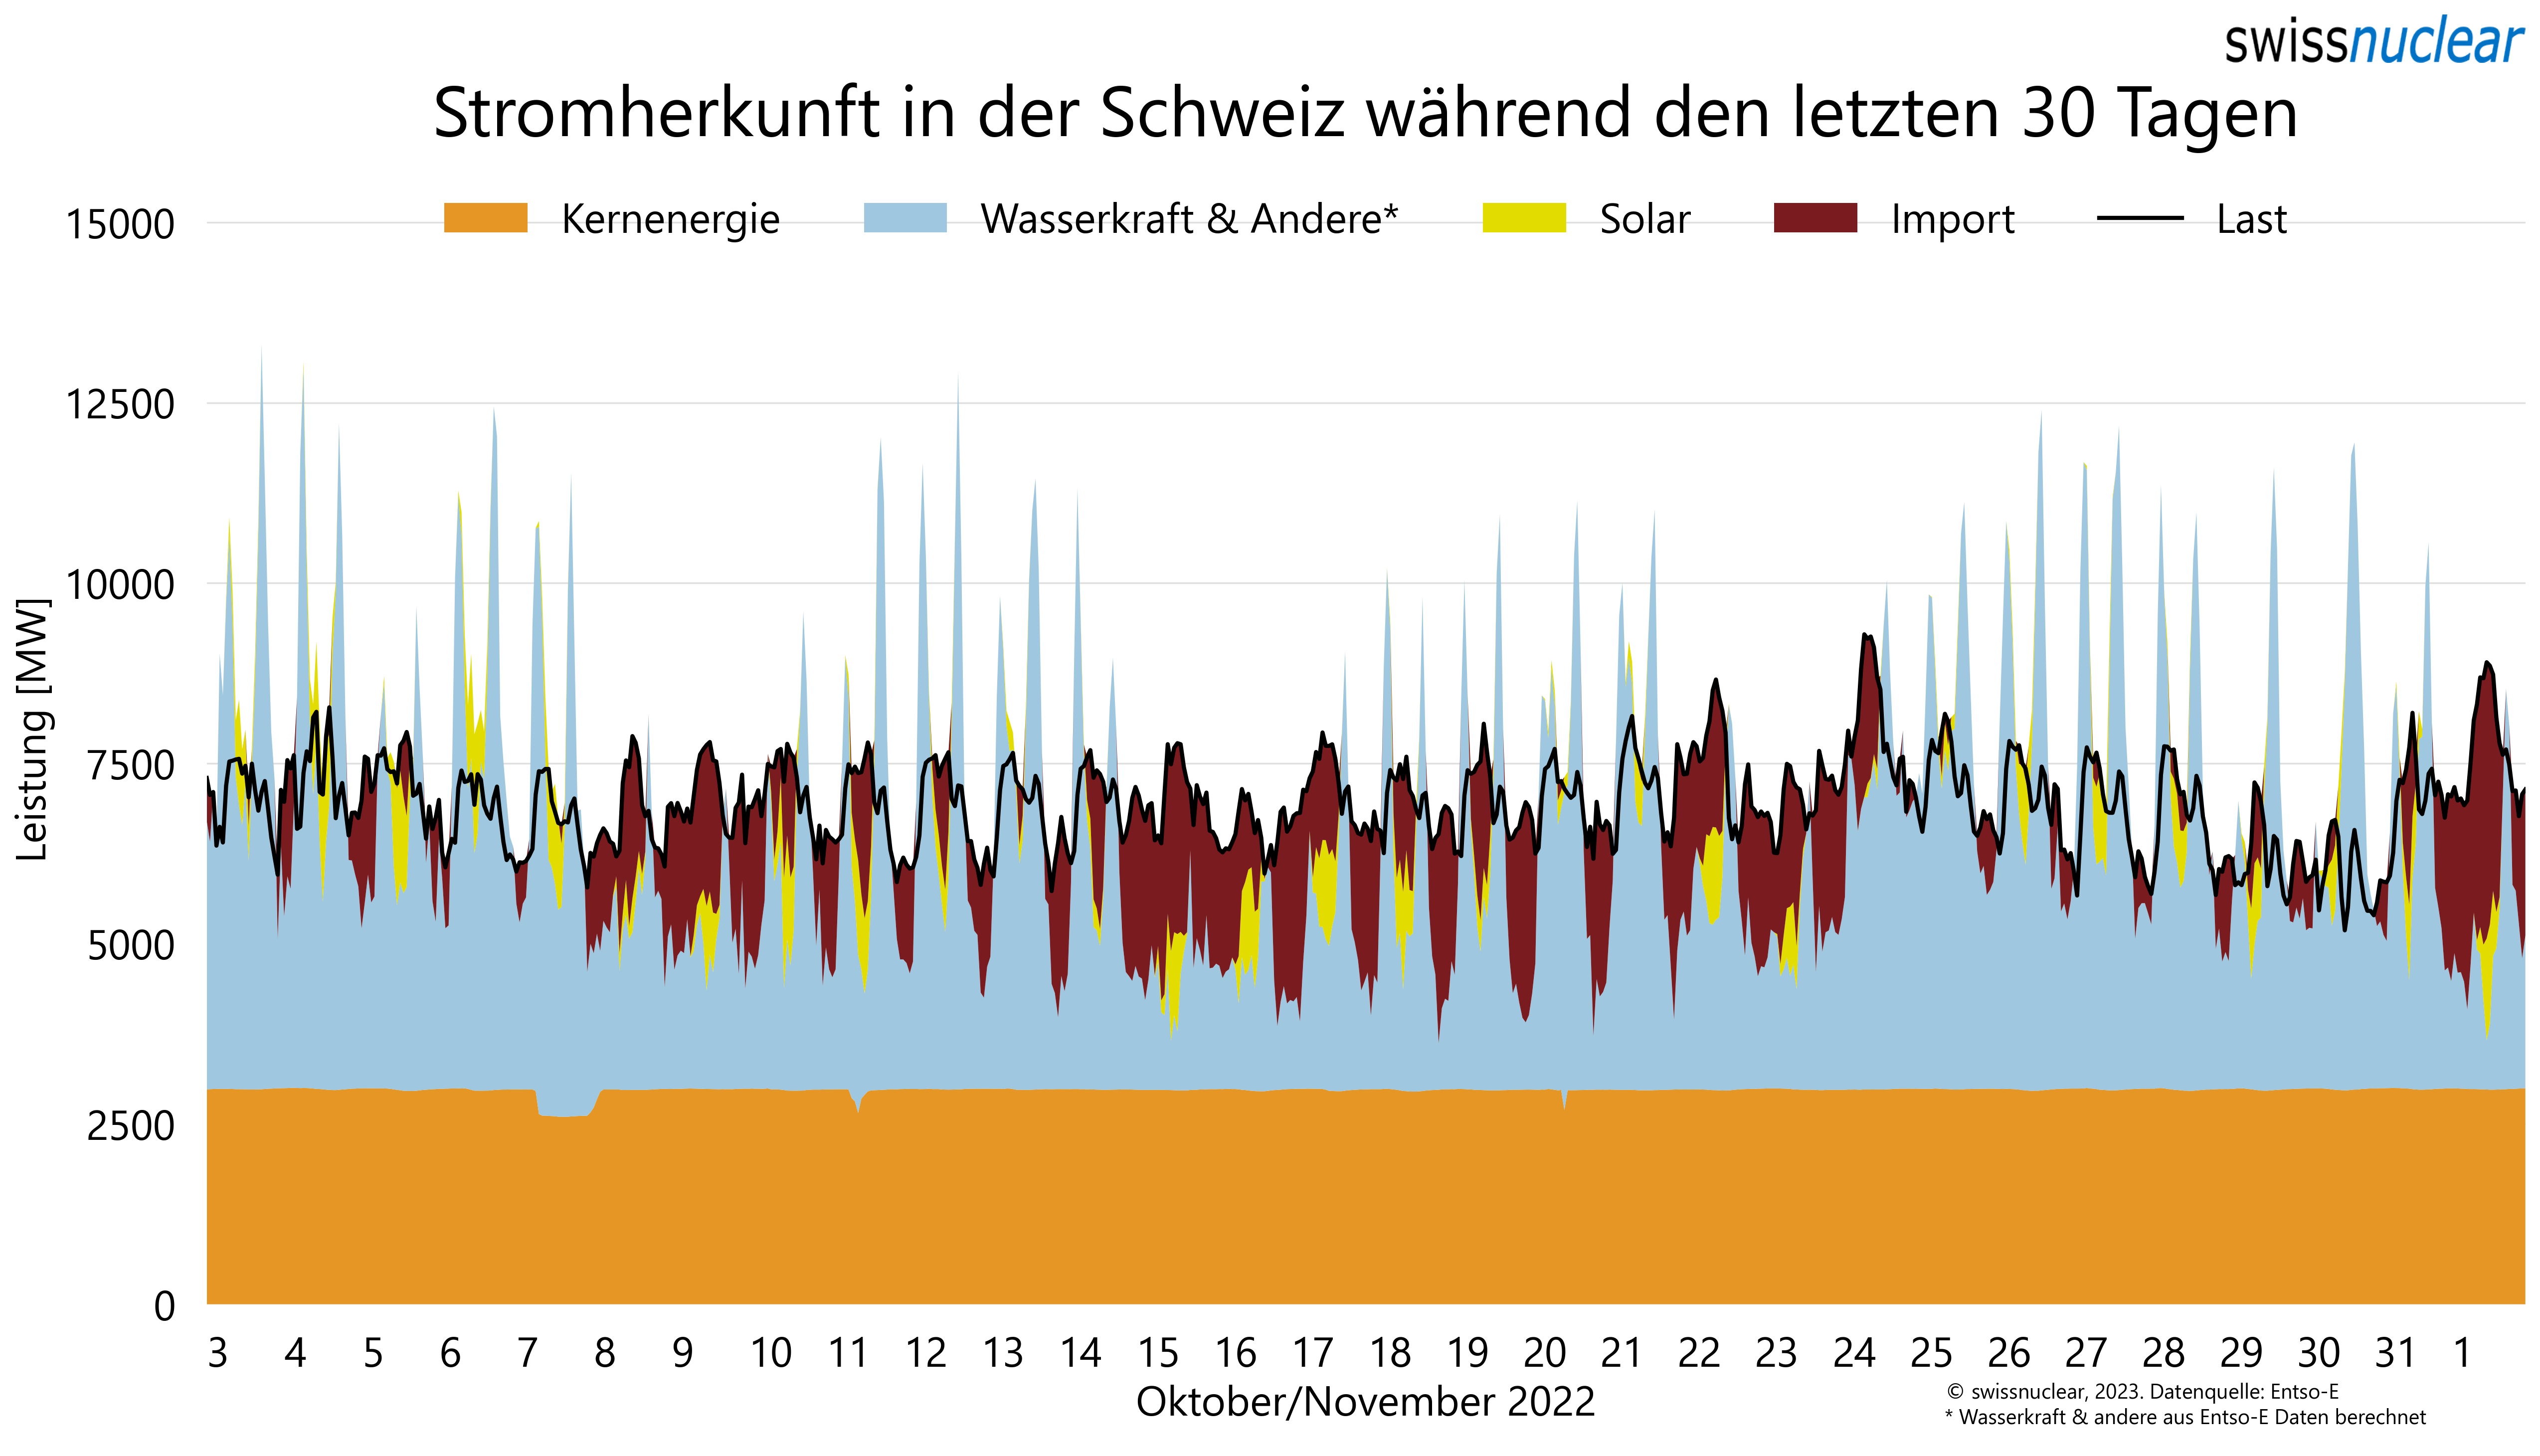 swissnuclear
Stromherkunft in der Schweiz während den letzten 30 Tagen
Kernenergie Wasserkraft & Andere* Solar Import Last
15000
12500
10000
7500
5000
2500
0
Leistung [MW]
3 4 5 6 7 8 9 10 11 12 13 14 15 16 17 18 19 20 21 22 23 24 25 26 27 28 29 30 31 1
Oktober/November 2022
© swissnuclear, 2023. Datenquelle: Entso-E
* Wasserkraft & andere aus Entso-E Daten berechnet